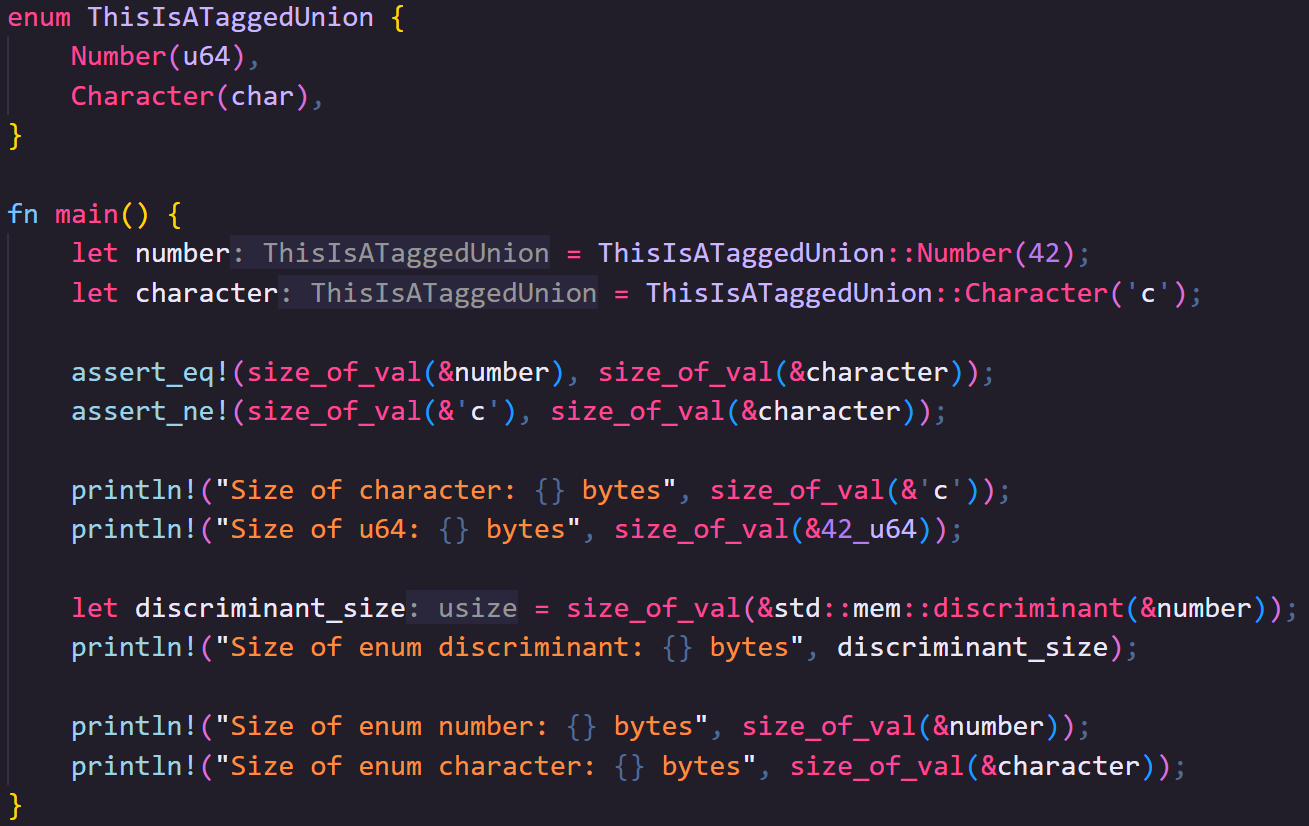 enum ThisIsATaggedUnion {
    Number(u64),
    Character(char),
}

fn main() {
    let number: ThisIsATaggedUnion = ThisIsATaggedUnion::Number(42);
    let character: ThisIsATaggedUnion = ThisIsATaggedUnion::Character('c');

    assert_eq!(size_of_val(&number), size_of_val(&character));
    assert_ne!(size_of_val(&'c'), size_of_val(&character));

    println!("Size of character: {} bytes", size_of_val(&'c'));
    println!("Size of u64: {} bytes", size_of_val(&42_u64));

    let discriminant_size: usize = size_of_val(&std::mem::discriminant(&number));
    println!("Size of enum discriminant: {} bytes", discriminant_size);

    println!("Size of enum number: {} bytes", size_of_val(&number));
    println!("Size of enum character: {} bytes", size_of_val(&character));
}